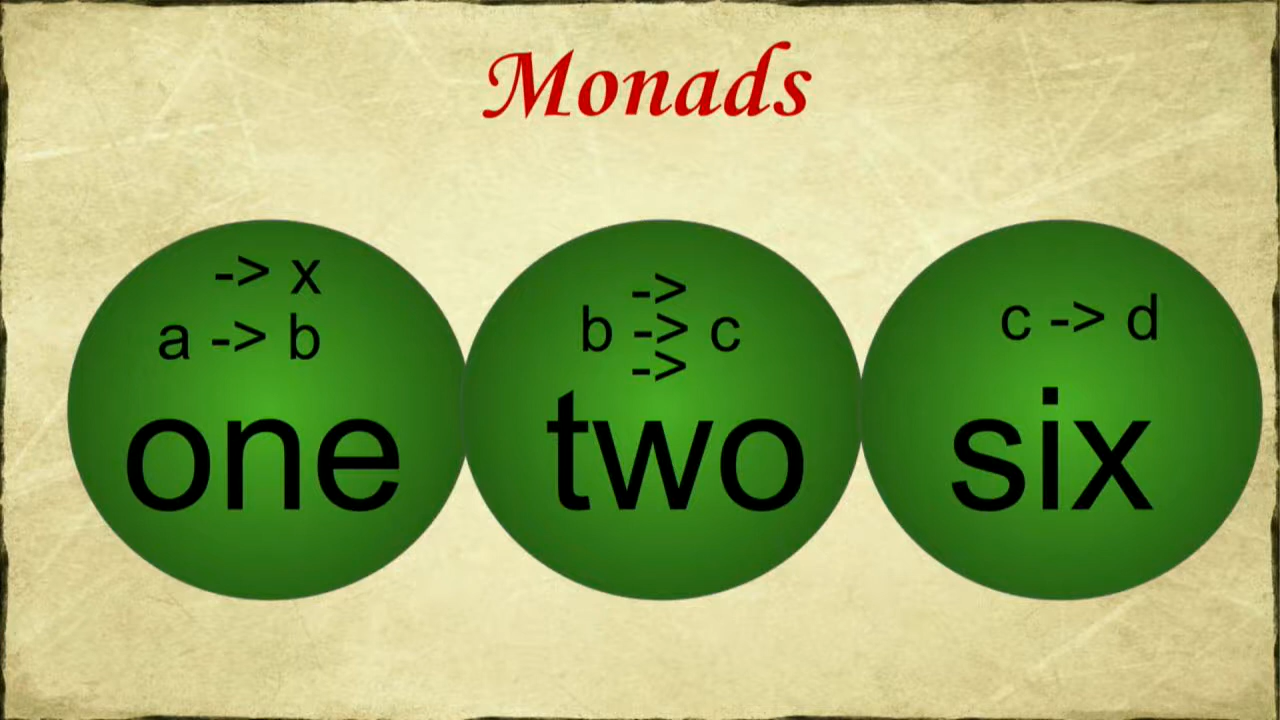 Monads
-> x
a -> b
one
->
b -> c
->
two
c -> d
six